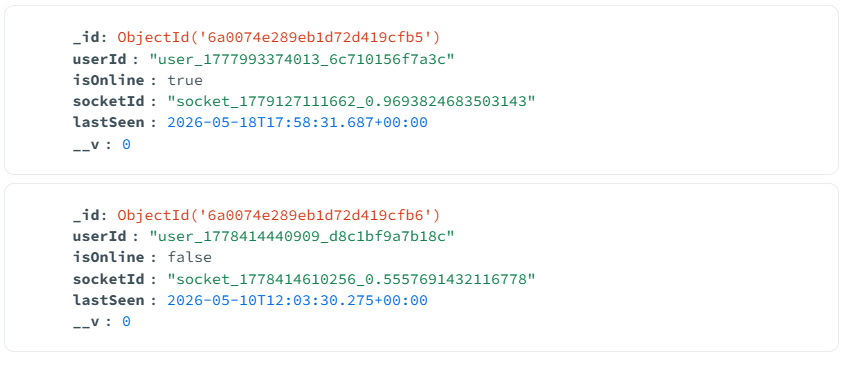 _id: ObjectId('6a0074e289eb1d72d419cfb5')
userId : "user_1777993374013_6c710156f7a3c"
isOnline : true
socketId : "socket_1779127111662_0.9693824683503143"
lastSeen : 2026-05-18T17:58:31.687+00:00
__v : 0
_id: ObjectId('6a0074e289eb1d72d419cfb6')
userId : "user_1778414440909_d8c1bf9a7b18c"
isOnline : false
socketId : "socket_1778414610256_0.5557691432116778"
lastSeen : 2026-05-10T12:03:30.275+00:00
__v : 0